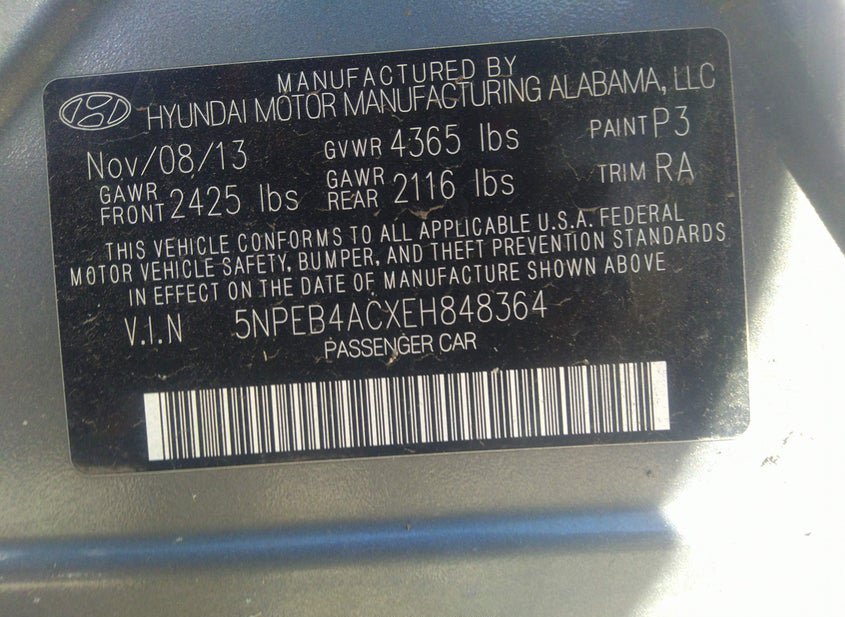 MANUFACTURED BY
HYUNDAI MOTOR MANUFACTURING ALABAMA, LLC
Nov/08/13 GVWR 4365 lbs PAINT P3
GAWR FRONT 2425 lbs GAWR REAR 2116 lbs TRIM RA
THIS VEHICLE CONFORMS TO ALL APPLICABLE U.S.A. FEDERAL
MOTOR VEHICLE SAFETY, BUMPER, AND THEFT PREVENTION STANDARDS
IN EFFECT ON THE DATE OF MANUFACTURE SHOWN ABOVE
V.I.N 5NPEB4ACXEH848364
PASSENGER CAR